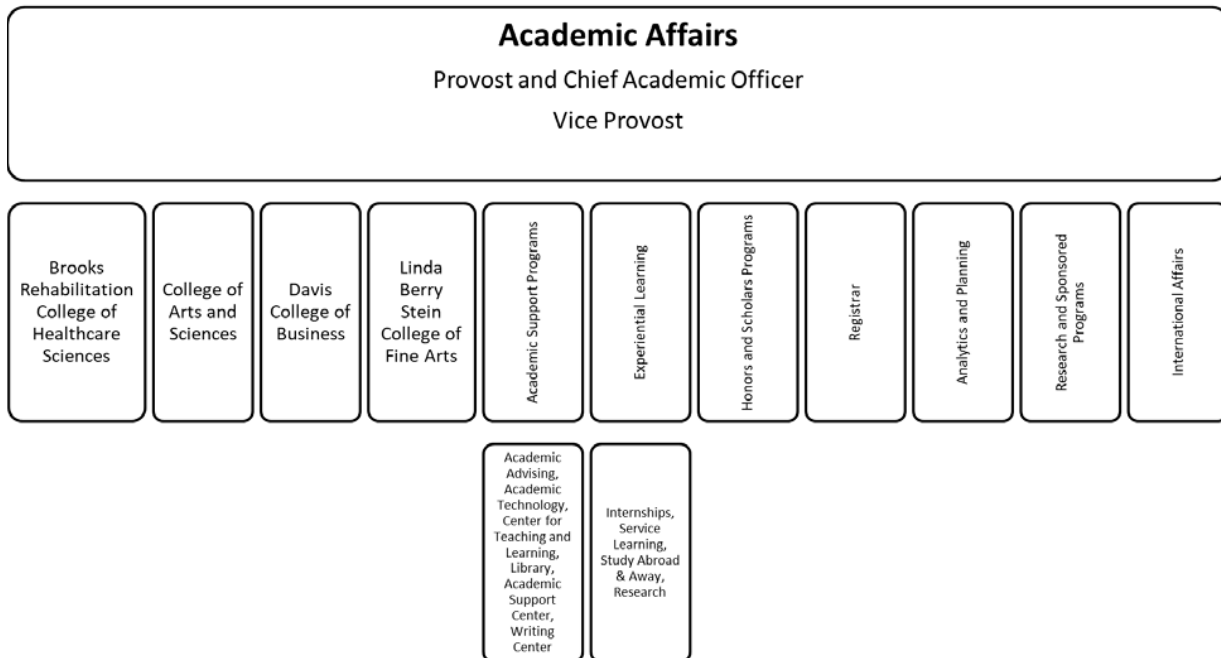 Academic Affairs
Provost and Chief Academic Officer
Vice Provost
Brooks
Rehabilitation
College of
Healthcare
Sciences
College of
Arts and
Sciences
Davis
College of
Business
Linda
Berry
Stein
College of
Fine Arts
Academic Support Programs
Experiential Learning
Honors and Scholars Programs
Registrar
Analytics and Planning
Research and Sponsored
Programs
International Affairs
Academic
Advising,
Academic
Technology,
Center for
Teaching and
Learning,
Library,
Academic
Support
Center,
Writing
Center
Internships,
Service
Learning,
Study Abroad
& Away,
Research